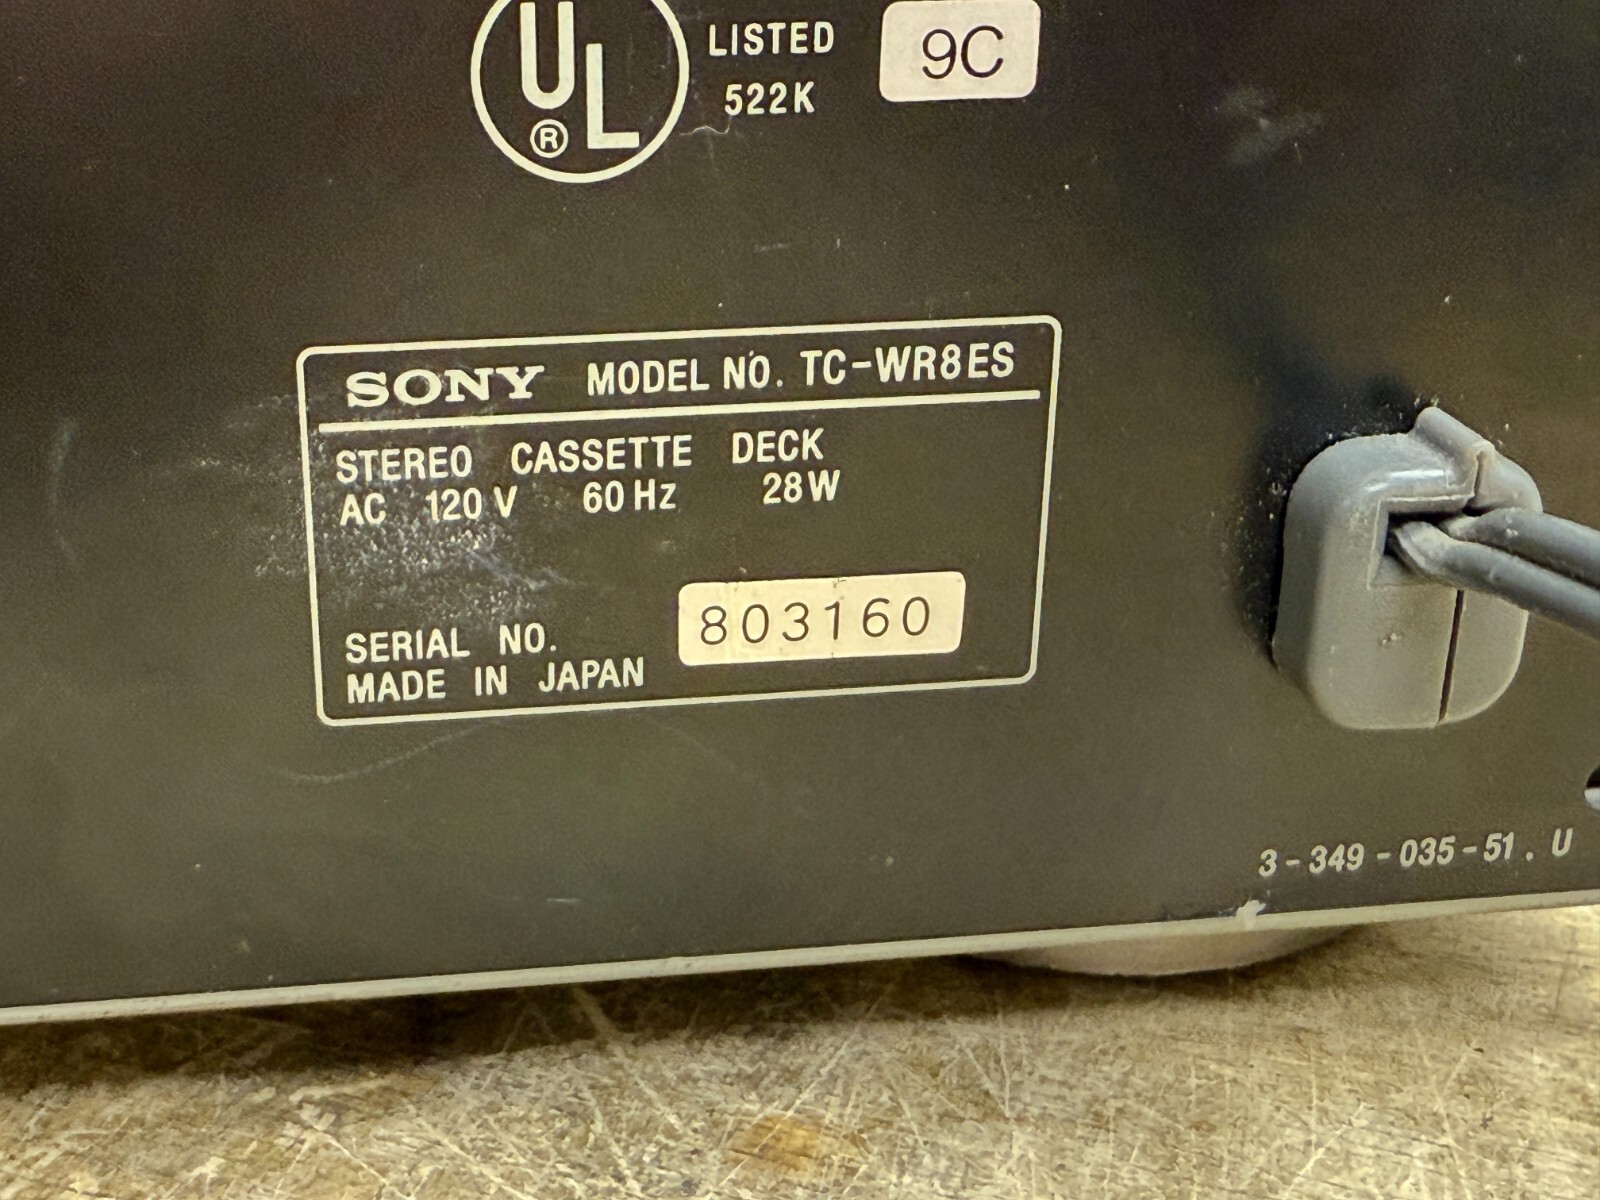 UL ® LISTED 9C
522K
SONY MODEL NO. TC-WR8ES
STEREO CASSETTE DECK
AC 120 V 60 Hz 28 W
SERIAL NO. 803160
MADE IN JAPAN
3-349-035-51. U